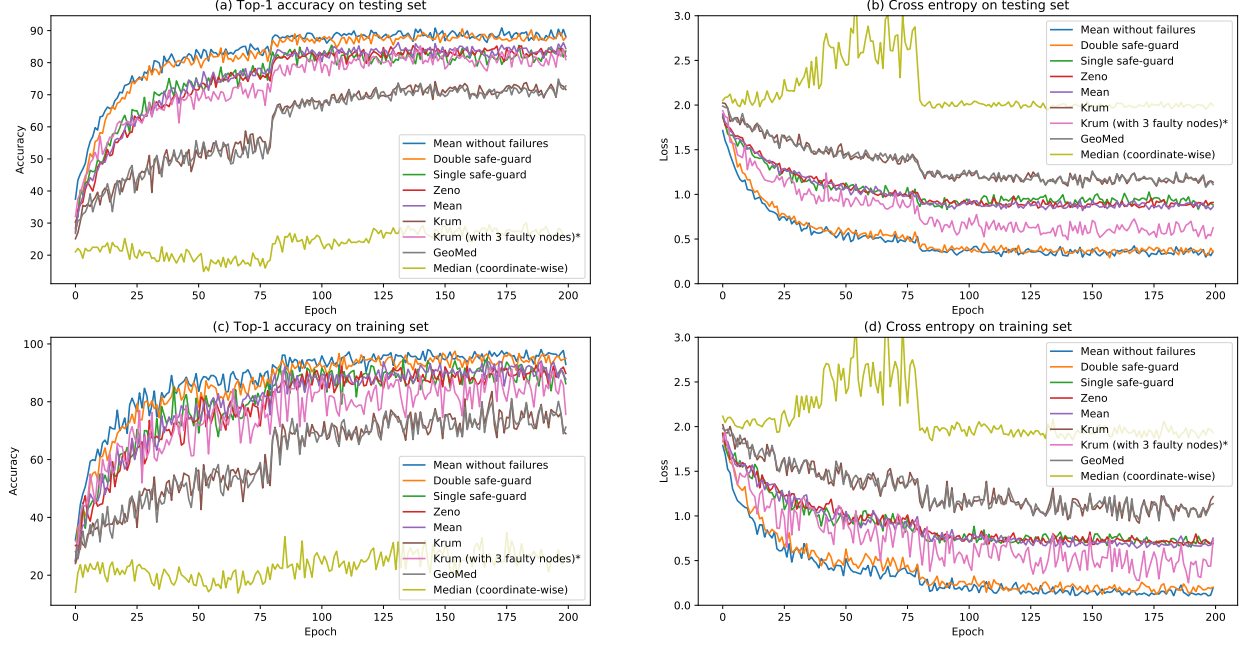 (a) Top-1 accuracy on testing set
90
80
70
60
50
40
30
20
Accuracy
Mean without failures
Double safe-guard
Single safe-guard
Zeno
Mean
Krum
Krum (with 3 faulty nodes)*
GeoMed
Median (coordinate-wise)
0 25 50 75 100 125 150 175 200
Epoch
(b) Cross entropy on testing set
3.0
2.5
2.0
1.5
1.0
0.5
0.0
Loss
Mean without failures
Double safe-guard
Single safe-guard
Zeno
Mean
Krum
Krum (with 3 faulty nodes)*
GeoMed
Median (coordinate-wise)
0 25 50 75 100 125 150 175 200
Epoch
(c) Top-1 accuracy on training set
100
80
60
40
20
Accuracy
Mean without failures
Double safe-guard
Single safe-guard
Zeno
Mean
Krum
Krum (with 3 faulty nodes)*
GeoMed
Median (coordinate-wise)
0 25 50 75 100 125 150 175 200
Epoch
(d) Cross entropy on training set
3.0
2.5
2.0
1.5
1.0
0.5
0.0
Loss
Mean without failures
Double safe-guard
Single safe-guard
Zeno
Mean
Krum
Krum (with 3 faulty nodes)*
GeoMed
Median (coordinate-wise)
0 25 50 75 100 125 150 175 200
Epoch